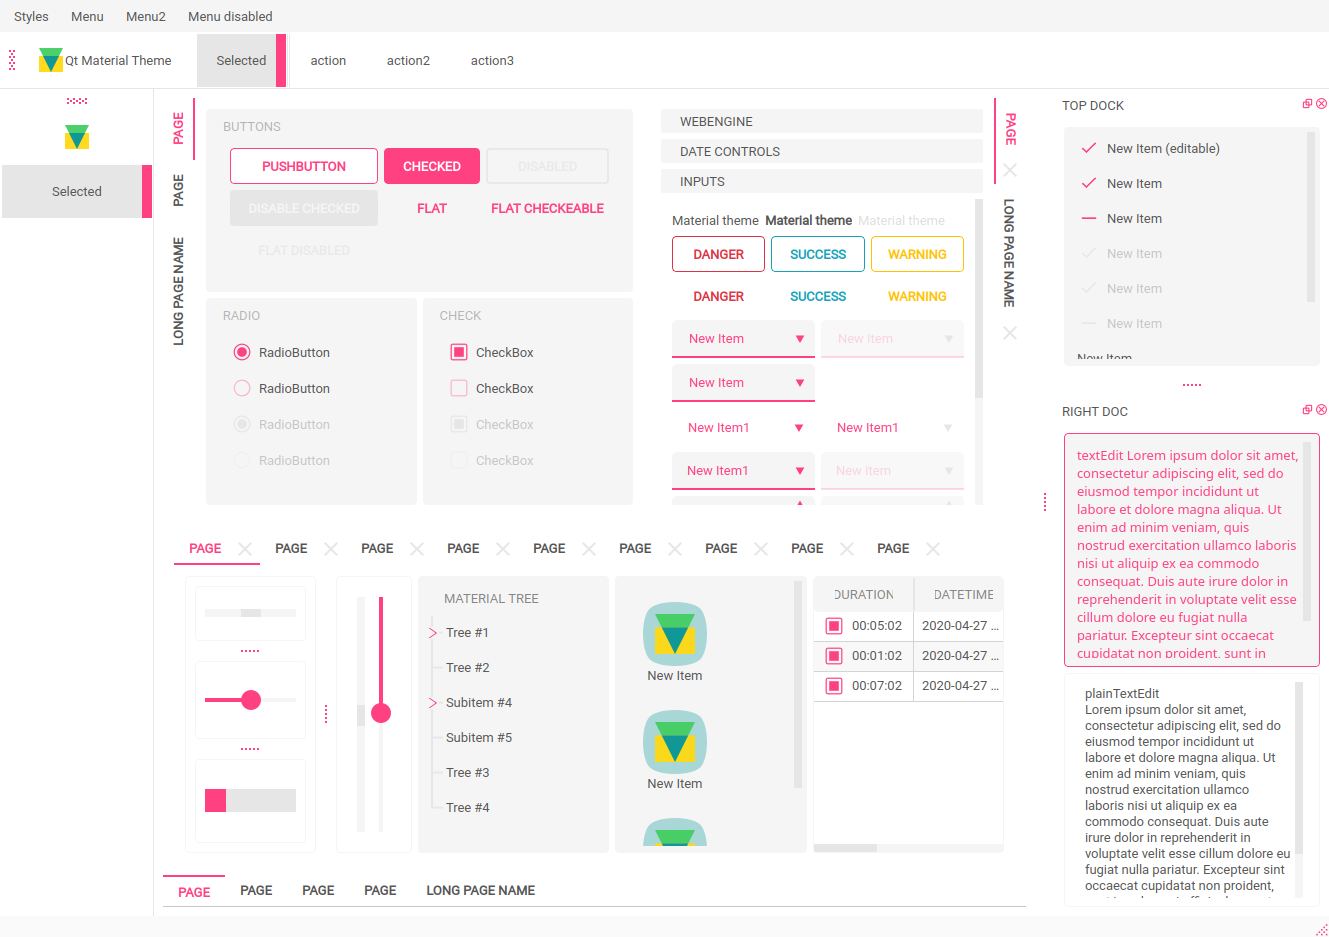 Styles Menu Menu2 Menu disabled
Qt Material Theme Selected action action2 action3
Selected
PAGE
PAGE
LONG PAGE NAME
BUTTONS
PUSHBUTTON CHECKED DISABLED
DISABLE CHECKED FLAT FLAT CHECKEABLE
FLAT DISABLED
RADIO
RadioButton
RadioButton
RadioButton
RadioButton
CHECK
CheckBox
CheckBox
CheckBox
CheckBox
WEBENGINE
DATE CONTROLS
INPUTS
Material theme Material theme Material theme
DANGER SUCCESS WARNING
DANGER SUCCESS WARNING
New Item New Item
New Item
New Item1 New Item1
New Item1 New Item
PAGE
LONG PAGE NAME
TOP DOCK
New Item (editable)
New Item
New Item
New Item
New Item
New Item
New Item
RIGHT DOC
textEdit Lorem ipsum dolor sit amet,
consectetur adipiscing elit, sed do
eiusmod tempor incididunt ut
labore et dolore magna aliqua. Ut
enim ad minim veniam, quis
nostrud exercitation ullamco laboris
nisi ut aliquip ex ea commodo
consequat. Duis aute irure dolor in
reprehenderit in voluptate velit esse
cillum dolore eu fugiat nulla
pariatur. Excepteur sint occaecat
cupidatat non proident, sunt in
plainTextEdit
Lorem ipsum dolor sit amet,
consectetur adipiscing elit, sed do
eiusmod tempor incididunt ut
labore et dolore magna aliqua. Ut
enim ad minim veniam, quis
nostrud exercitation ullamco
laboris nisi ut aliquip ex ea
commodo consequat. Duis aute
irure dolor in reprehenderit in
voluptate velit esse cillum dolore eu
fugiat nulla pariatur. Excepteur sint
occaecat cupidatat non proident,
PAGE PAGE PAGE PAGE PAGE PAGE PAGE PAGE PAGE
MATERIAL TREE
Tree #1
Tree #2
Subitem #4
Subitem #5
Tree #3
Tree #4
New Item
New Item
DURATION DATETIME
00:05:02 2020-04-27 ...
00:01:02 2020-04-27 ...
00:07:02 2020-04-27 ...
PAGE PAGE PAGE PAGE LONG PAGE NAME